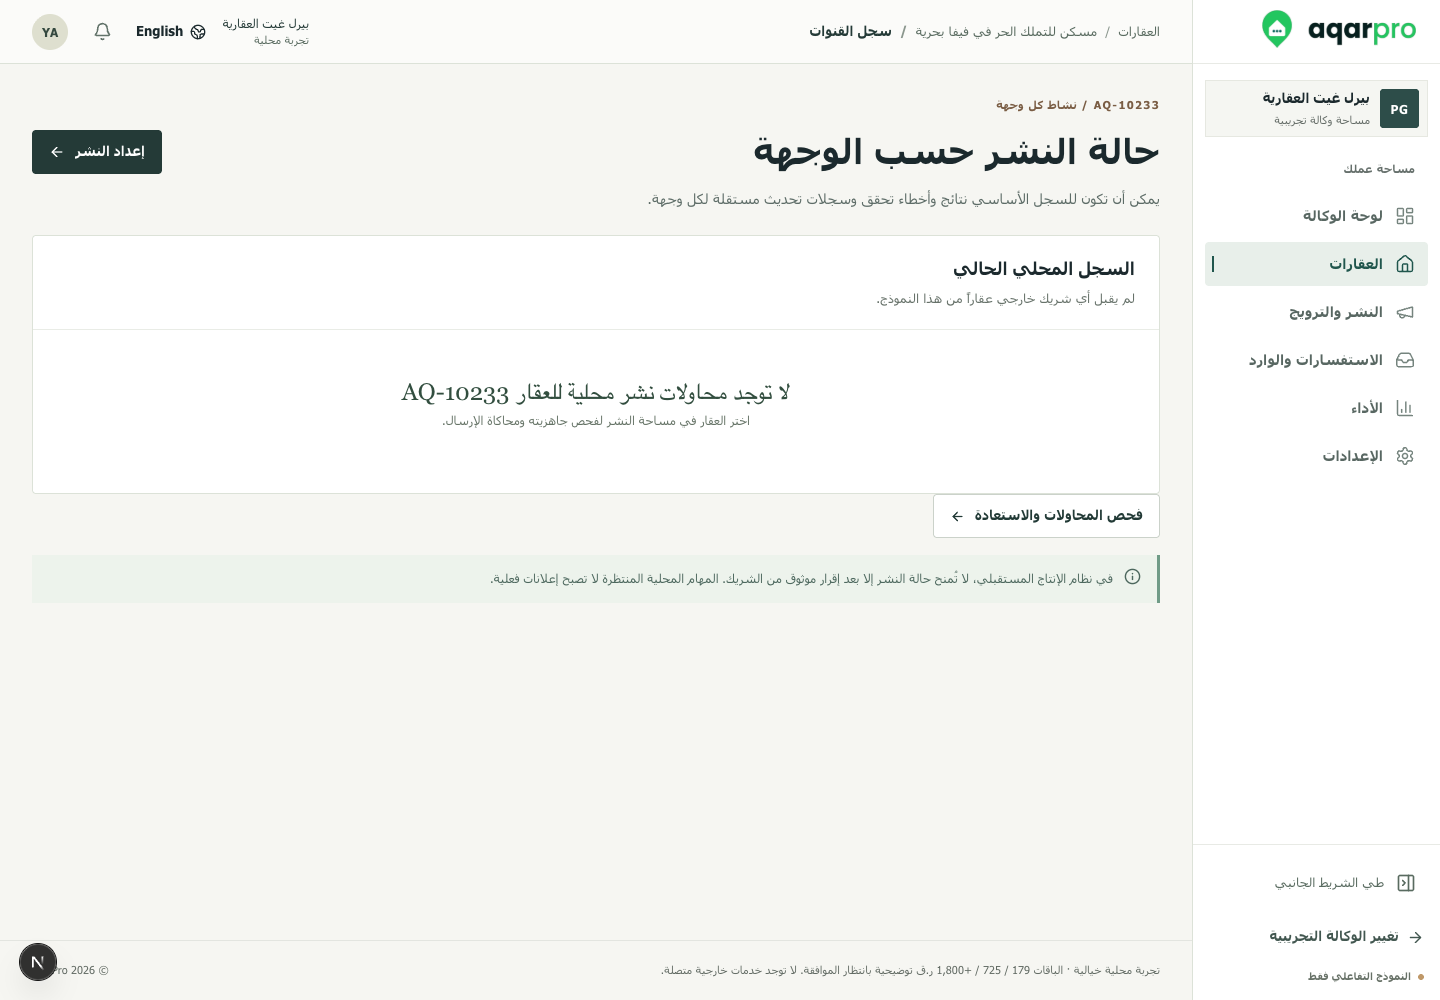 aqarpro
PG
بيرل غيت العقارية
مساحة وكالة تجريبية
مساحة عملك
لوحة الوكالة
العقارات
النشر والترويج
الاستفسارات والوارد
الأداء
الإعدادات
طي الشريط الجانبي
تغيير الوكالة التجريبية
النموذج التفاعلي فقط
العقارات / مسكن للتملك الحر في فيفا بحرية / سجل القنوات
بيرل غيت العقارية
تجربة محلية
English
YA
AQ-10233 / نشاط كل وجهة
حالة النشر حسب الوجهة
إعداد النشر
يمكن أن تكون للسجل الأساسي نتائج وأخطاء تحقق وسجلات تحديث مستقلة لكل وجهة.
السجل المحلي الحالي
لم يقبل أي شريك خارجي عقاراً من هذا النموذج.
لا توجد محاولات نشر محلية للعقار AQ-10233
اختر العقار في مساحة النشر لفحص جاهزيته ومحاكاة الإرسال.
فحص المحاولات والاستعادة
في نظام الإنتاج المستقبلي، لا تُمنح حالة النشر إلا بعد إقرار موثوق من الشريك. المهام المحلية المنتظرة لا تصبح إعلانات فعلية.
تجربة محلية خيالية · الباقات 179 / 725 / +1,800 ر.ق توضيحية بانتظار الموافقة. لا توجد خدمات خارجية متصلة.
© 2026
N